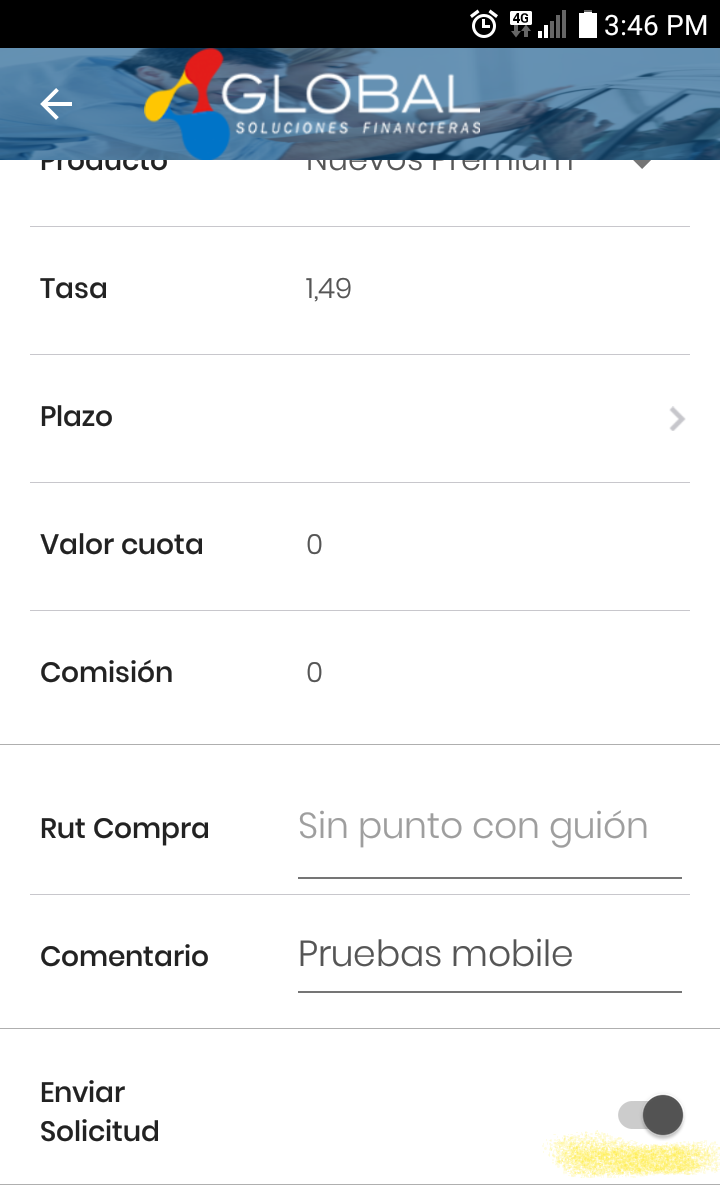 4G 3:46 PM
GLOBAL
SOLUCIONES FINANCIERAS
Producto Nuevos Premium
Tasa 1,49
Plazo
Valor cuota 0
Comisión 0
Rut Compra Sin punto con guión
Comentario Pruebas mobile
Enviar
Solicitud